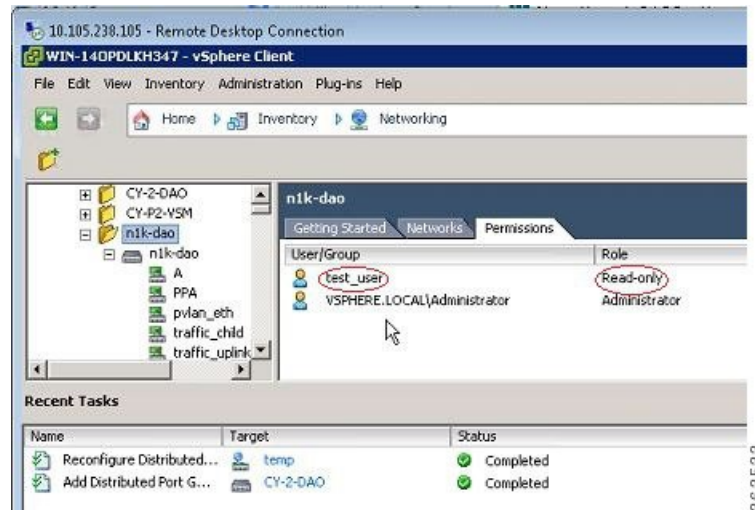 10.105.238.105 - Remote Desktop Connection
WIN-14OPDLKH347 - vSphere Client
File Edit View Inventory Administration Plug-ins Help
Home Inventory Networking
CY-2-DAO
CY-P2-VSM
n1k-dao
n1k-dao
A
PPA
pvlan_eth
traffic_child
traffic_uplink
n1k-dao
Getting Started Networks Permissions
User/Group Role
test_user Read-only
VSPHERE.LOCAL\Administrator Administrator
Recent Tasks
Name Target Status
Reconfigure Distributed... temp Completed
Add Distributed Port G... CY-2-DAO Completed